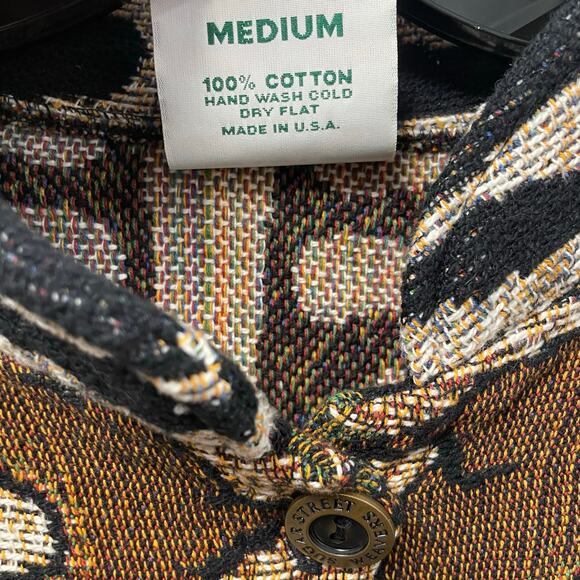 MEDIUM
100% COTTON
HAND WASH COLD
DRY FLAT
MADE IN U.S.A.
STREET